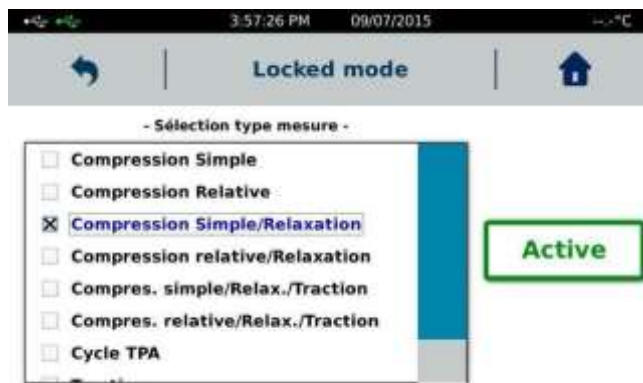 3:57:26 PM 09/07/2015 --.-°C
Locked mode
- Sélection type mesure -
Compression Simple
Compression Relative
Compression Simple/Relaxation
Compression relative/Relaxation
Compres. simple/Relax./Traction
Compres. relative/Relax./Traction
Cycle TPA
Active